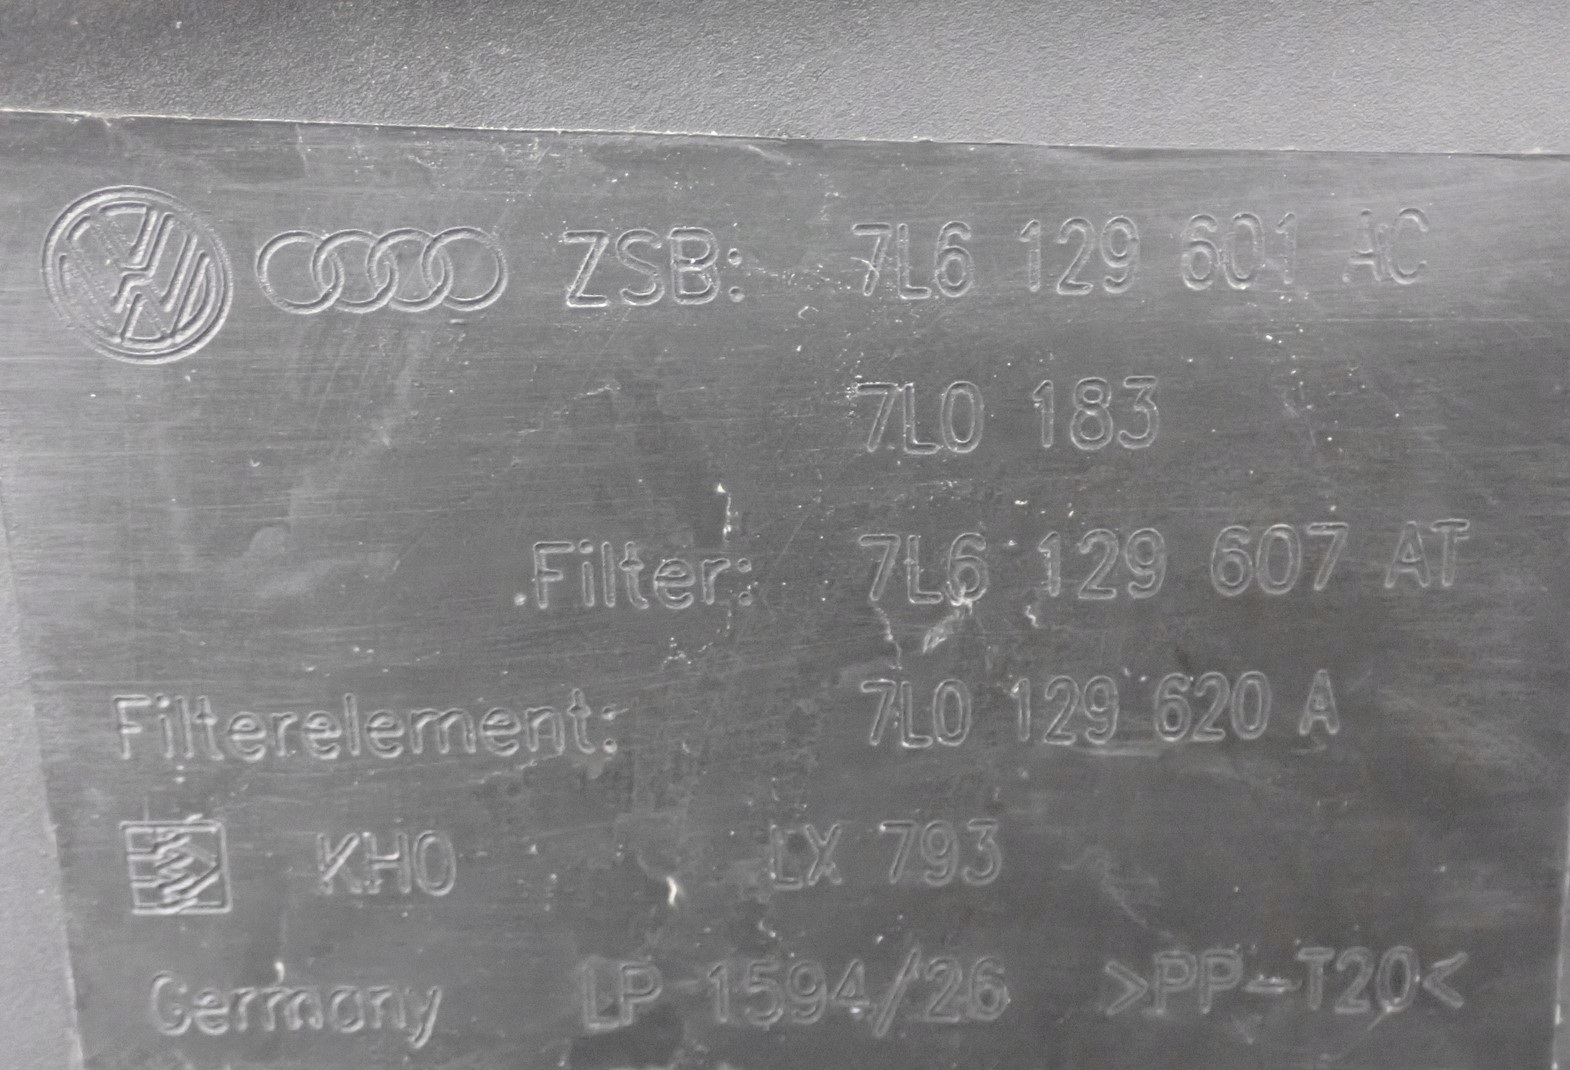 ZSB: 7L6 129 601 AC
7L0 183
Filter: 7L6 129 607 AT
Filterelement: 7L0 129 620 A
KHO LX 793
Germany LP 1594/26 >PP-T20<